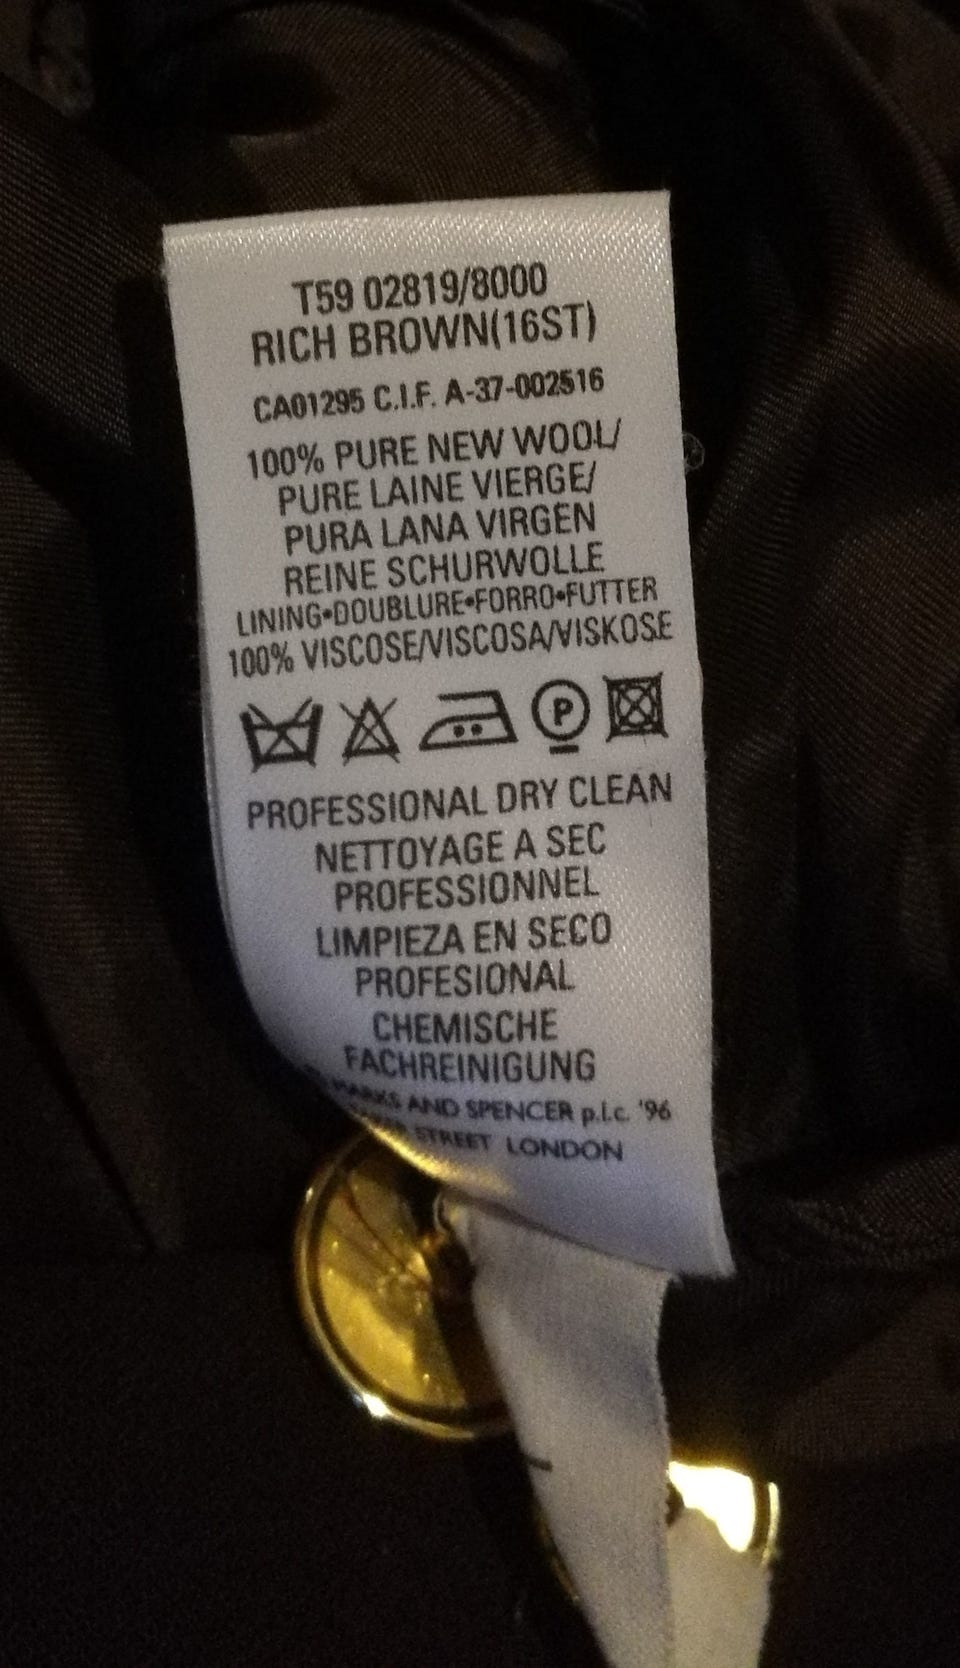 T59 02819/8000
RICH BROWN(16ST)
CA01295 C.I.F. A-37-002516
100% PURE NEW WOOL/
PURE LAINE VIERGE/
PURA LANA VIRGEN
REINE SCHURWOLLE
LINING•DOUBLURE•FORRO•FUTTER
100% VISCOSE/VISCOSA/VISKOSE
P
PROFESSIONAL DRY CLEAN
NETTOYAGE A SEC
PROFESSIONNEL
LIMPIEZA EN SECO
PROFESIONAL
CHEMISCHE
FACHREINIGUNG
MARKS AND SPENCER p.l.c. '96
STREET LONDON